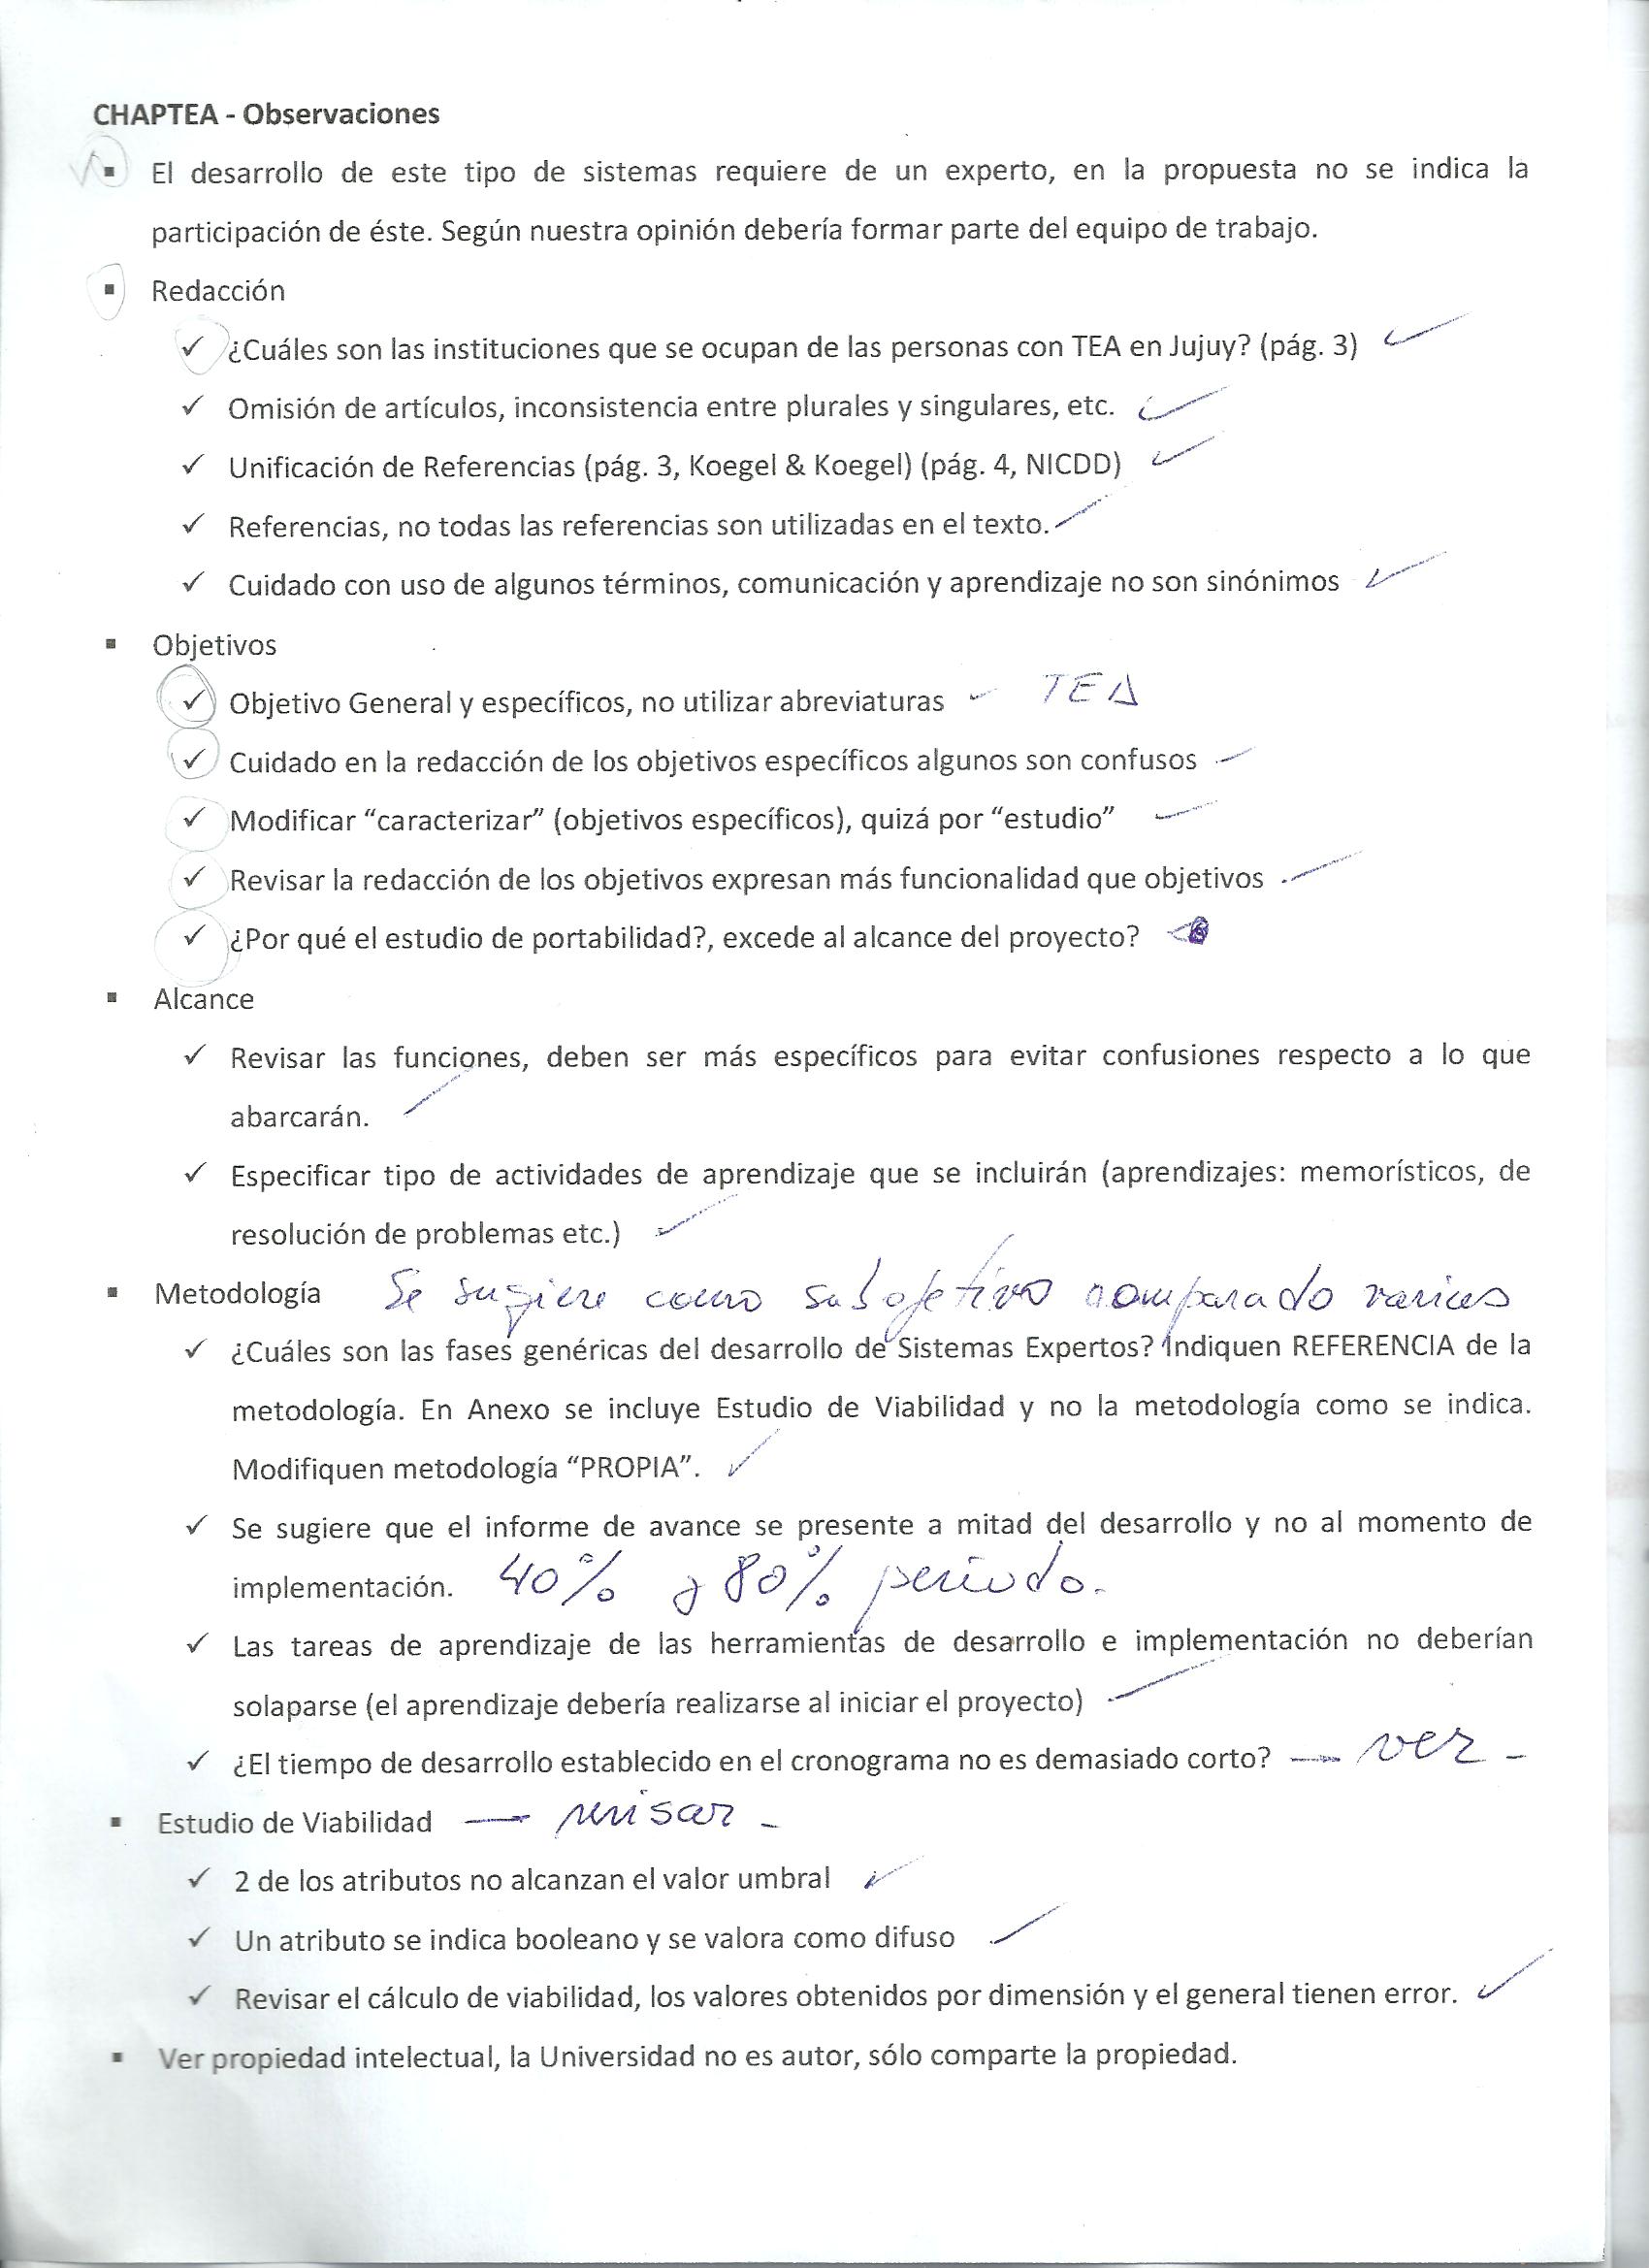 CHAPTEA - Observaciones
▪ El desarrollo de este tipo de sistemas requiere de un experto, en la propuesta no se indica la
participación de éste. Según nuestra opinión debería formar parte del equipo de trabajo.
▪ Redacción
✓ ¿Cuáles son las instituciones que se ocupan de las personas con TEA en Jujuy? (pág. 3)
✓ Omisión de artículos, inconsistencia entre plurales y singulares, etc.
✓ Unificación de Referencias (pág. 3, Koegel & Koegel) (pág. 4, NICDD)
✓ Referencias, no todas las referencias son utilizadas en el texto.
✓ Cuidado con uso de algunos términos, comunicación y aprendizaje no son sinónimos
▪ Objetivos
✓ Objetivo General y específicos, no utilizar abreviaturas TEA
✓ Cuidado en la redacción de los objetivos específicos algunos son confusos
✓ Modificar “caracterizar” (objetivos específicos), quizá por “estudio”
✓ Revisar la redacción de los objetivos expresan más funcionalidad que objetivos
✓ ¿Por qué el estudio de portabilidad?, excede al alcance del proyecto?
▪ Alcance
✓ Revisar las funciones, deben ser más específicos para evitar confusiones respecto a lo que
abarcarán.
✓ Especificar tipo de actividades de aprendizaje que se incluirán (aprendizajes: memorísticos, de
resolución de problemas etc.)
▪ Metodología Se sugiere como subojetivo comparado varias
✓ ¿Cuáles son las fases genéricas del desarrollo de Sistemas Expertos? Indiquen REFERENCIA de la
metodología. En Anexo se incluye Estudio de Viabilidad y no la metodología como se indica.
Modifiquen metodología “PROPIA”.
✓ Se sugiere que el informe de avance se presente a mitad del desarrollo y no al momento de
implementación. 40% y 80% período.
✓ Las tareas de aprendizaje de las herramientas de desarrollo e implementación no deberían
solaparse (el aprendizaje debería realizarse al iniciar el proyecto)
✓ ¿El tiempo de desarrollo establecido en el cronograma no es demasiado corto? → ver -
▪ Estudio de Viabilidad → revisar -
✓ 2 de los atributos no alcanzan el valor umbral
✓ Un atributo se indica booleano y se valora como difuso
✓ Revisar el cálculo de viabilidad, los valores obtenidos por dimensión y el general tienen error.
▪ Ver propiedad intelectual, la Universidad no es autor, sólo comparte la propiedad.